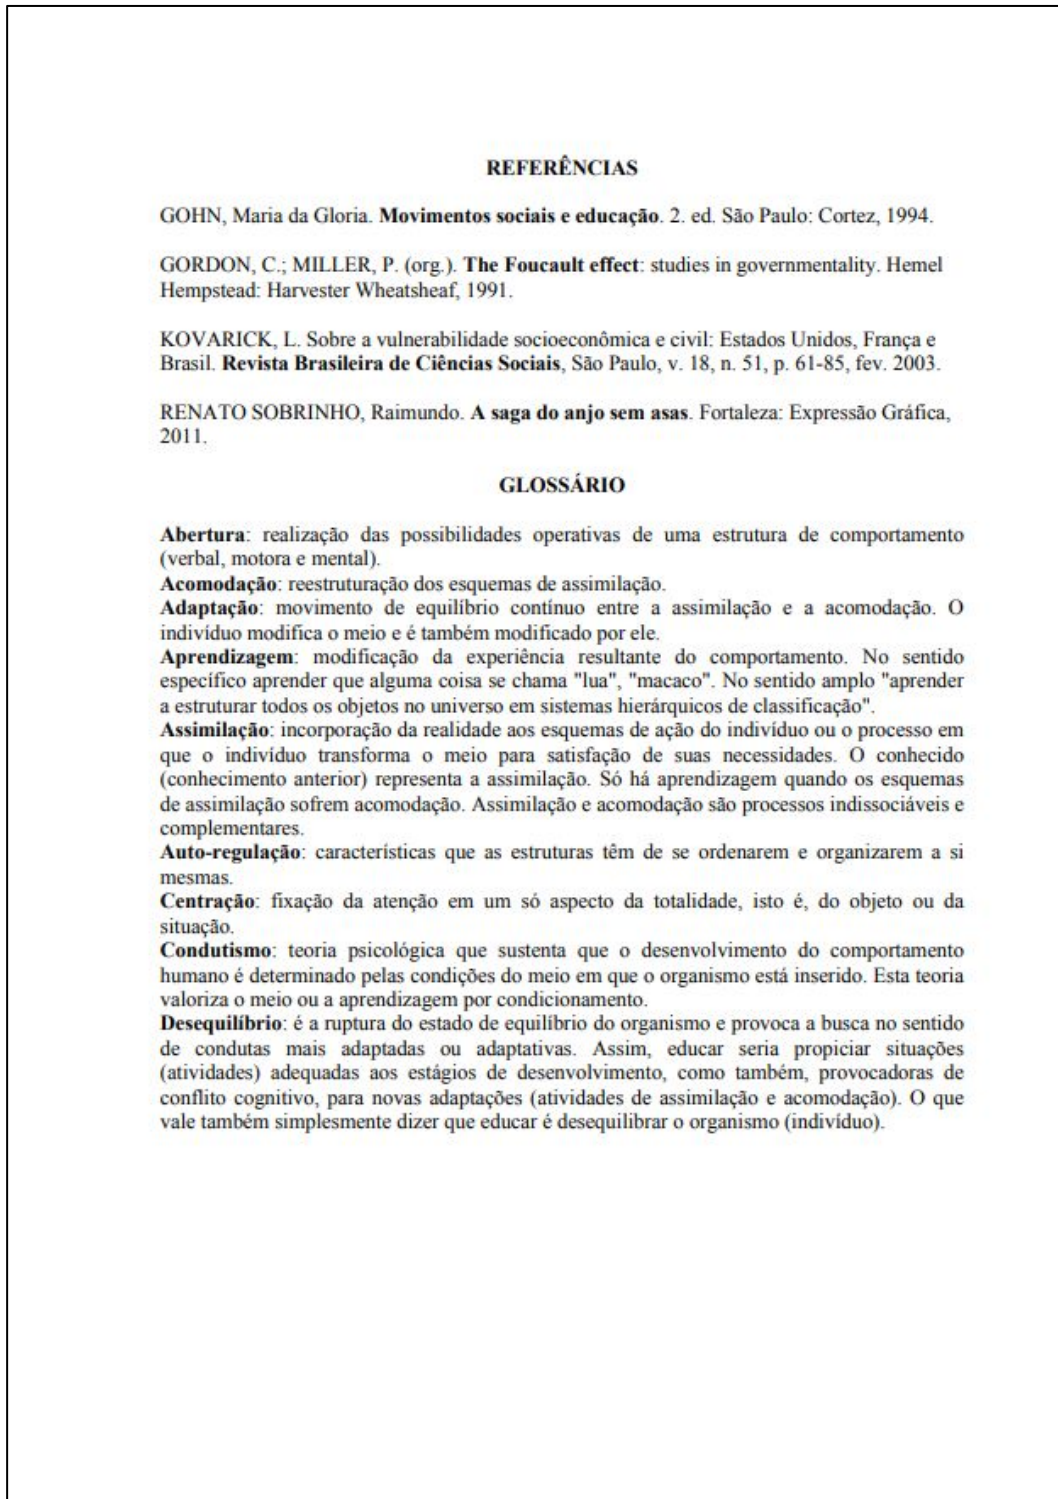 REFERÊNCIAS
GOHN, Maria da Gloria. Movimentos sociais e educação. 2. ed. São Paulo: Cortez, 1994.
GORDON, C.; MILLER, P. (org.). The Foucault effect: studies in governmentality. Hemel
Hempstead: Harvester Wheatsheaf, 1991.
KOVARICK, L. Sobre a vulnerabilidade socioeconômica e civil: Estados Unidos, França e
Brasil. Revista Brasileira de Ciências Sociais, São Paulo, v. 18, n. 51, p. 61-85, fev. 2003.
RENATO SOBRINHO, Raimundo. A saga do anjo sem asas. Fortaleza: Expressão Gráfica,
2011.
GLOSSÁRIO
Abertura: realização das possibilidades operativas de uma estrutura de comportamento
(verbal, motora e mental).
Acomodação: reestruturação dos esquemas de assimilação.
Adaptação: movimento de equilíbrio contínuo entre a assimilação e a acomodação. O
indivíduo modifica o meio e é também modificado por ele.
Aprendizagem: modificação da experiência resultante do comportamento. No sentido
específico aprender que alguma coisa se chama "lua", "macaco". No sentido amplo "aprender
a estruturar todos os objetos no universo em sistemas hierárquicos de classificação".
Assimilação: incorporação da realidade aos esquemas de ação do indivíduo ou o processo em
que o indivíduo transforma o meio para satisfação de suas necessidades. O conhecido
(conhecimento anterior) representa a assimilação. Só há aprendizagem quando os esquemas
de assimilação sofrem acomodação. Assimilação e acomodação são processos indissociáveis e
complementares.
Auto-regulação: características que as estruturas têm de se ordenarem e organizarem a si
mesmas.
Centração: fixação da atenção em um só aspecto da totalidade, isto é, do objeto ou da
situação.
Condutismo: teoria psicológica que sustenta que o desenvolvimento do comportamento
humano é determinado pelas condições do meio em que o organismo está inserido. Esta teoria
valoriza o meio ou a aprendizagem por condicionamento.
Desequilíbrio: é a ruptura do estado de equilíbrio do organismo e provoca a busca no sentido
de condutas mais adaptadas ou adaptativas. Assim, educar seria propiciar situações
(atividades) adequadas aos estágios de desenvolvimento, como também, provocadoras de
conflito cognitivo, para novas adaptações (atividades de assimilação e acomodação). O que
vale também simplesmente dizer que educar é desequilibrar o organismo (indivíduo).